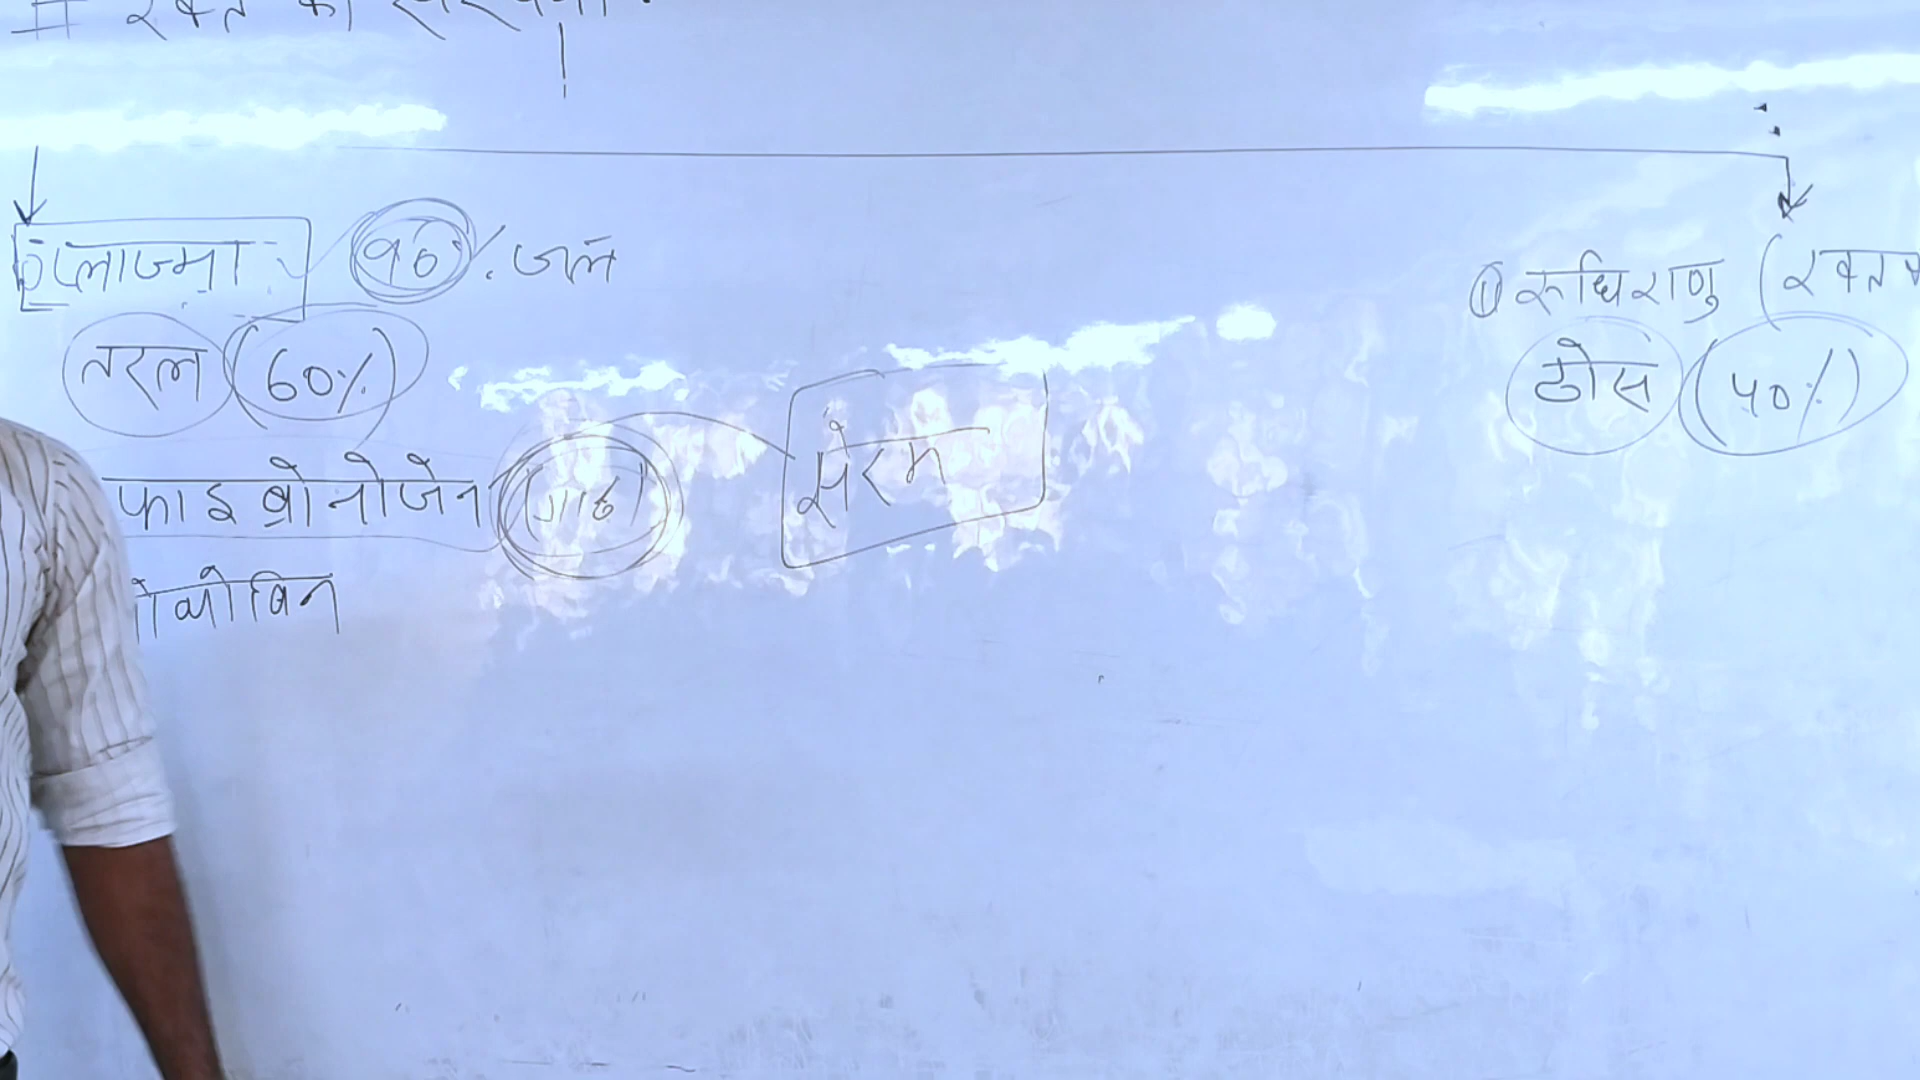 # रक्त की
प्लाज्मा 90% जल
① रूधिराणु (रक्त
तरल (60%)
ठोस (40%)
फाइब्रोनोजेन (गाढ़ा)
सेरम
ग्लोबिन